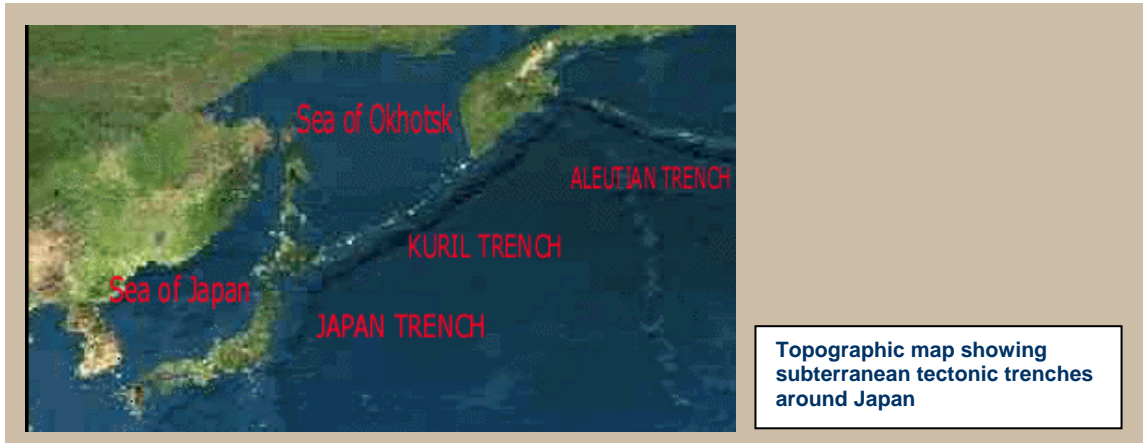 Sea of Okhotsk
ALEUTIAN TRENCH
KURIL TRENCH
Sea of Japan
JAPAN TRENCH
Topographic map showing
subterranean tectonic trenches
around Japan